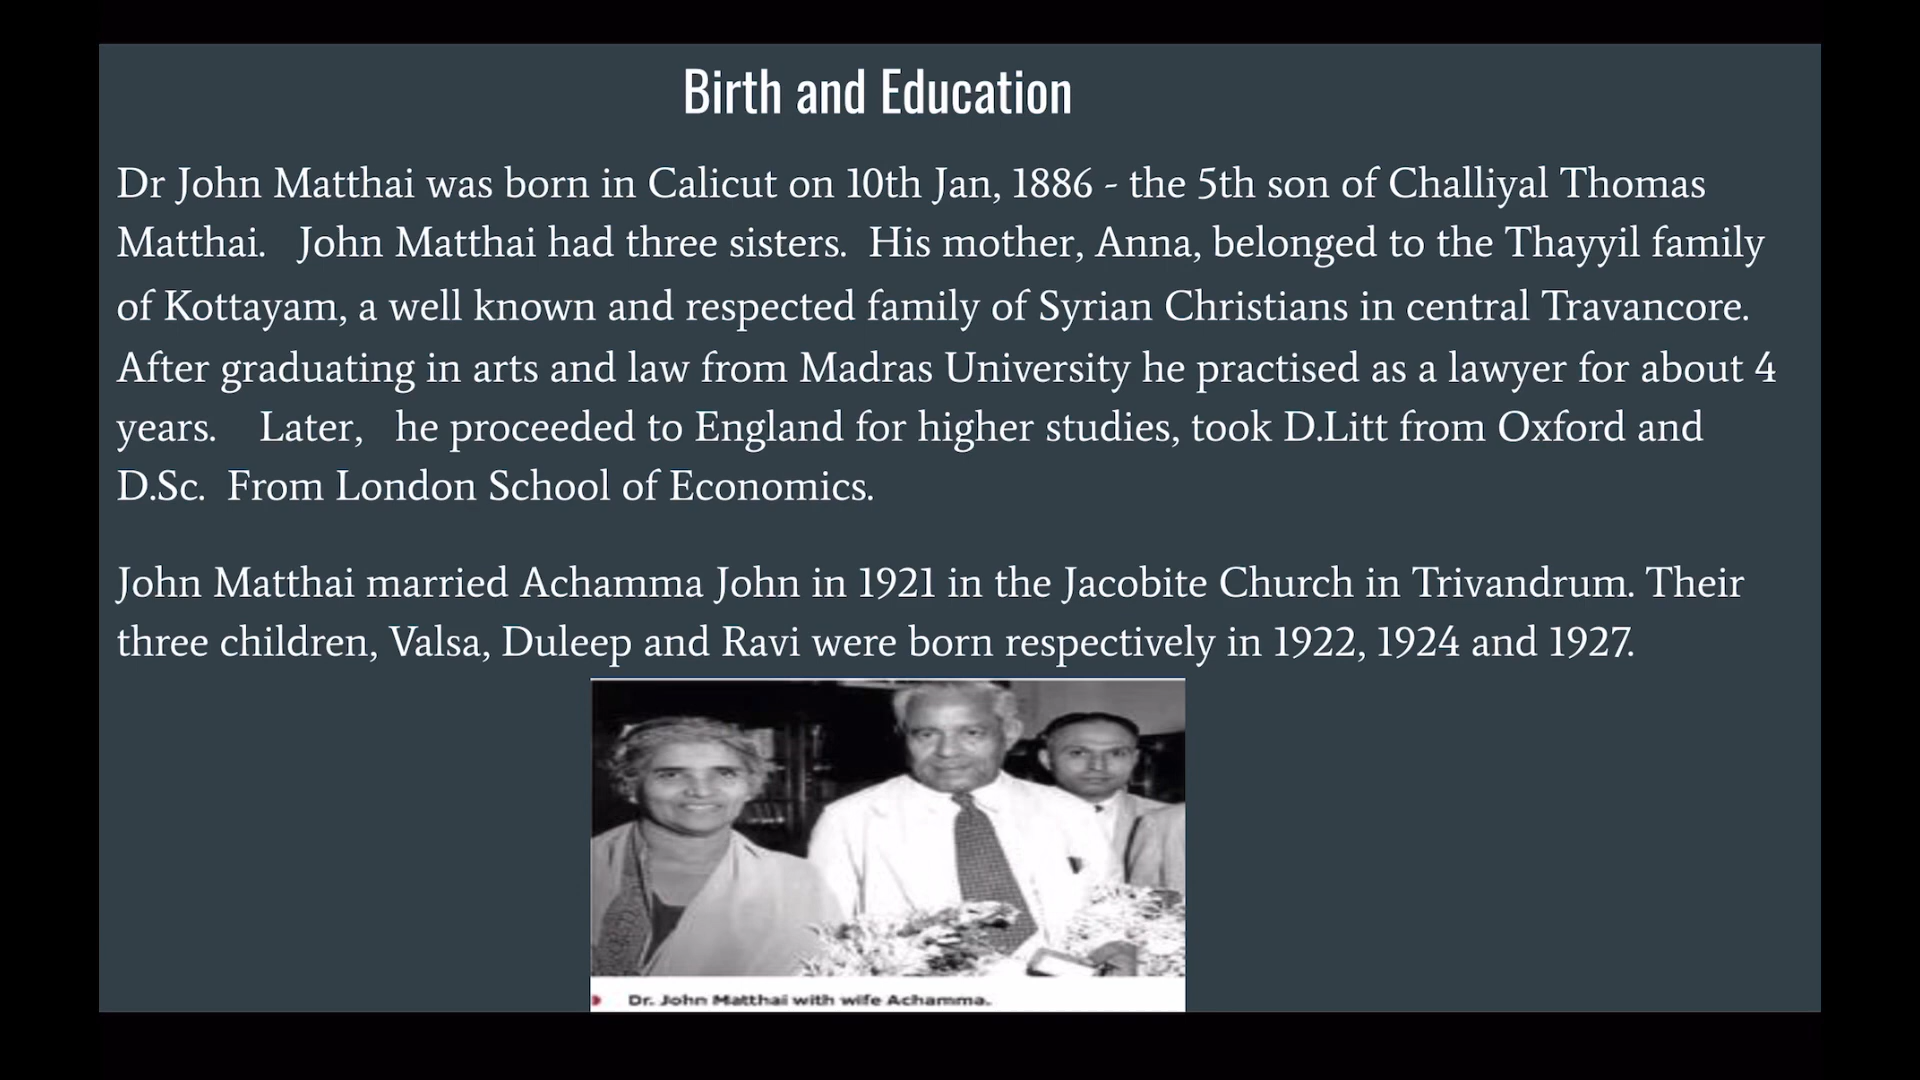 Birth and Education
Dr John Matthai was born in Calicut on 10th Jan, 1886 - the 5th son of Challiyal Thomas
Matthai. John Matthai had three sisters. His mother, Anna, belonged to the Thayyil family
of Kottayam, a well known and respected family of Syrian Christians in central Travancore.
After graduating in arts and law from Madras University he practised as a lawyer for about 4
years. Later, he proceeded to England for higher studies, took D.Litt from Oxford and
D.Sc. From London School of Economics.
John Matthai married Achamma John in 1921 in the Jacobite Church in Trivandrum. Their
three children, Valsa, Duleep and Ravi were born respectively in 1922, 1924 and 1927.
Dr. John Matthai with wife Achamma.